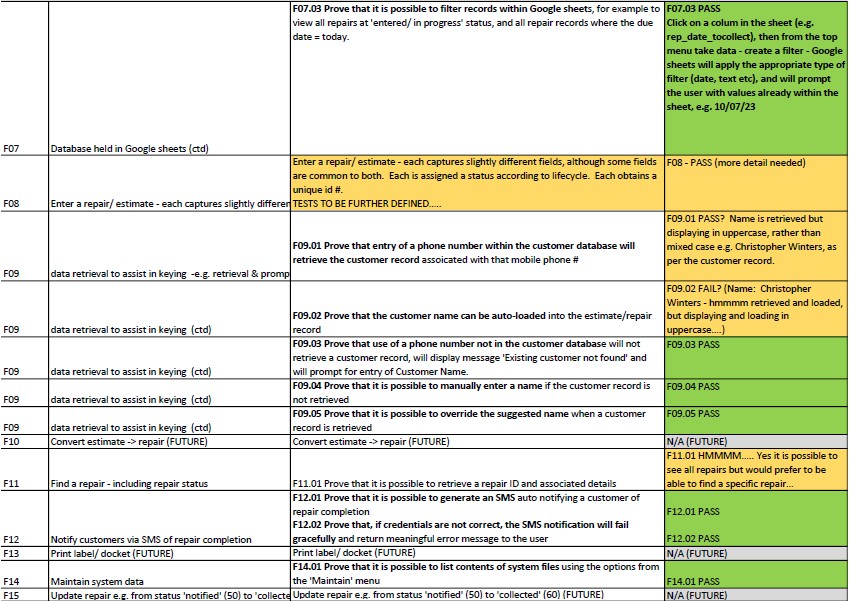 F07.03 Prove that it is possible to filter records within Google sheets, for example to
view all repairs at 'entered/ in progress' status, and all repair records where the due
date = today.
F07.03 PASS
Click on a colum in the sheet (e.g.
rep_date_tocollect), then from the top
menu take data - create a filter - Google
sheets will apply the appropriate type of
filter (date, text etc), and will prompt
the user with values already within the
sheet, e.g. 10/07/23
F07
Database held in Google sheets (ctd)
Enter a repair/ estimate - each captures slightly different fields, although some fields
are common to both. Each is assigned a status according to lifecycle. Each obtains a
unique id #.
TESTS TO BE FURTHER DEFINED.....
F08 - PASS (more detail needed)
F08
Enter a repair/ estimate - each captures slightly differen
F09.01 Prove that entry of a phone number within the customer database will
retrieve the customer record assoicated with that mobile phone #
F09.01 PASS? Name is retrieved but
displaying in uppercase, rather than
mixed case e.g. Christopher Winters, as
per the customer record.
F09
data retrieval to assist in keying -e.g. retrieval & promp
F09.02 Prove that the customer name can be auto-loaded into the estimate/repair
record
F09.02 FAIL? (Name: Christopher
Winters - hmmmm retrieved and loaded,
but displaying and loading in
uppercase....)
F09
data retrieval to assist in keying (ctd)
F09.03 Prove that use of a phone number not in the customer database will not
retrieve a customer record, will display message 'Existing customer not found' and
will prompt for entry of Customer Name.
F09.03 PASS
F09
data retrieval to assist in keying (ctd)
F09.04 Prove that it is possible to manually enter a name if the customer record is
not retrieved
F09.04 PASS
F09
data retrieval to assist in keying (ctd)
F09.05 Prove that it is possible to override the suggested name when a customer
record is retrieved
F09.05 PASS
F09
data retrieval to assist in keying (ctd)
F10
Convert estimate -> repair (FUTURE)
Convert estimate -> repair (FUTURE)
N/A (FUTURE)
F11
Find a repair - including repair status
F11.01 Prove that it is possible to retrieve a repair ID and associated details
F11.01 HMMMM..... Yes it is possible to
see all repairs but would prefer to be
able to find a specific repair...
F12.01 Prove that it is possible to generate an SMS auto notifying a customer of
repair completion
F12.02 Prove that, if credentials are not correct, the SMS notification will fail
gracefully and return meaningful error message to the user
F12.01 PASS
F12.02 PASS
F12
Notify customers via SMS of repair completion
F13
Print label/ docket (FUTURE)
Print label/ docket (FUTURE)
N/A (FUTURE)
F14.01 Prove that it is possible to list contents of system files using the options from
the 'Maintain' menu
F14.01 PASS
F14
Maintain system data
F15
Update repair e.g. from status 'notified' (50) to 'collecte
Update repair e.g. from status 'notified' (50) to 'collected' (60) (FUTURE)
N/A (FUTURE)